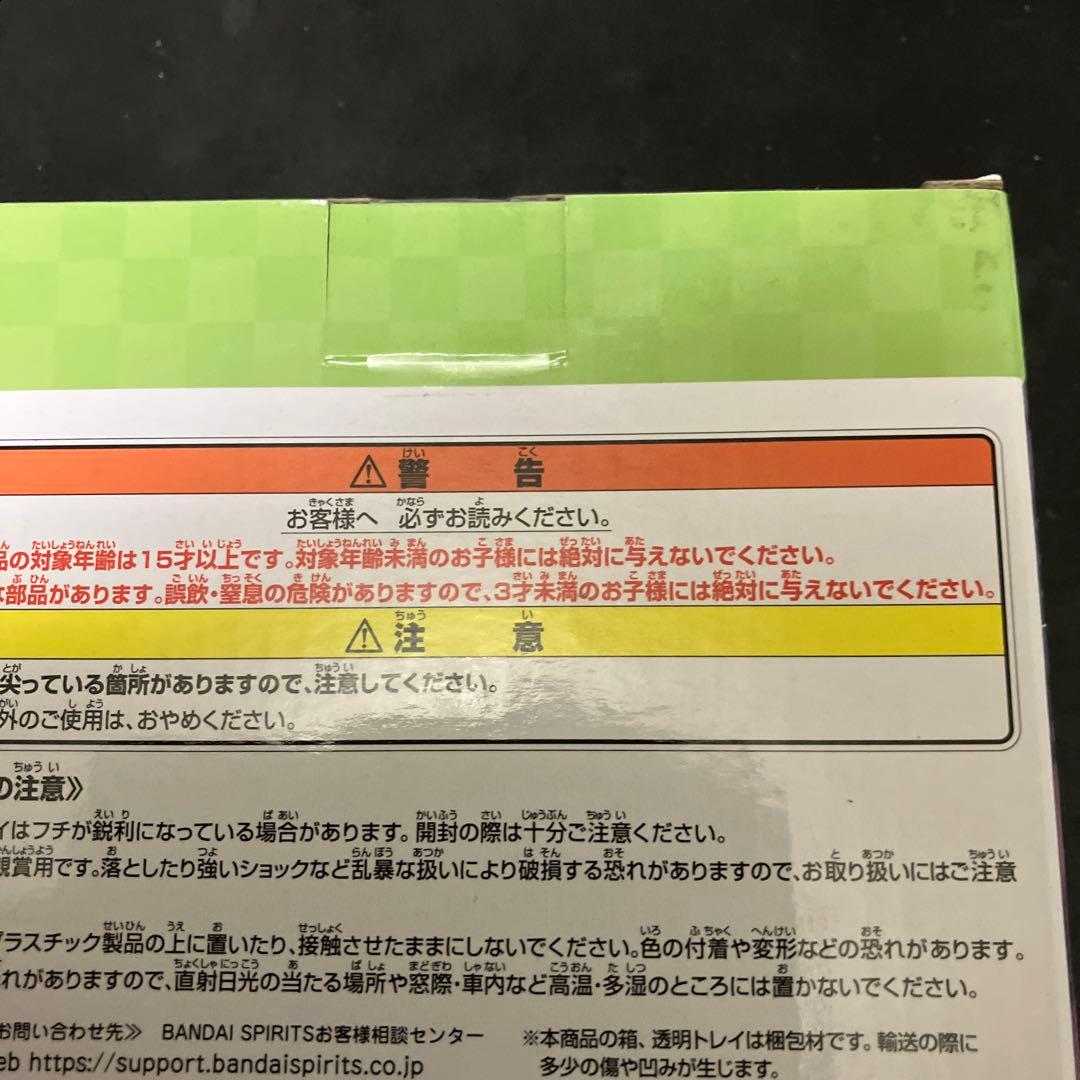 ⚠警告
お客様へ 必ずお読みください。
品の対象年齢は15才以上です。対象年齢未満のお子様には絶対に与えないでください。
な部品があります。誤飲・窒息の危険がありますので、3才未満のお子様には絶対に与えないでください。
⚠注意
尖っている箇所がありますので、注意してください。
外のご使用は、おやめください。
の注意》
イはフチが鋭利になっている場合があります。開封の際は十分ご注意ください。
観賞用です。落としたり強いショックなど乱暴な扱いにより破損する恐れがありますので、お取り扱いにはご注意
プラスチック製品の上に置いたり、接触させたままにしないでください。色の付着や変形などの恐れがあります。
れがありますので、直射日光の当たる場所や窓際・車内など高温・多湿のところには置かないでください。
お問い合わせ先》 BANDAI SPIRITSお客様相談センター
eb https://support.bandaispirits.co.jp
※本商品の箱、透明トレイは梱包材です。輸送の際に
多少の傷や凹みが生じます。